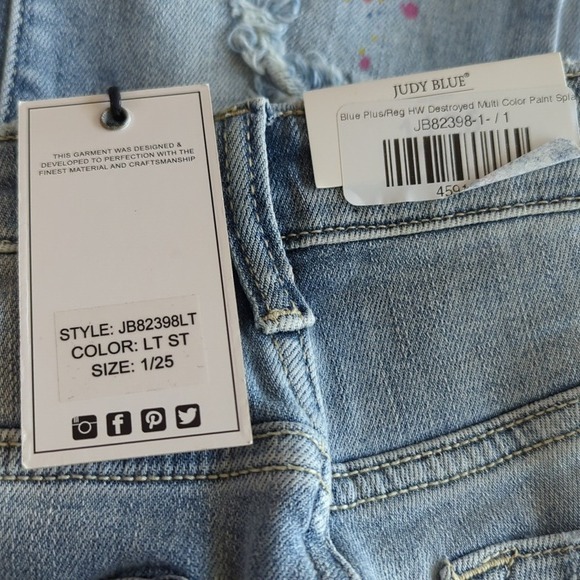 THIS GARMENT WAS DESIGNED &
DEVELOPED TO PERFECTION WITH THE
FINEST MATERIAL AND CRAFTSMANSHIP
STYLE: JB82398LT
COLOR: LT ST
SIZE: 1/25
JUDY BLUE®
Blue Plus/Reg HW Destroyed Multi Color Paint Spla
JB82398-1- / 1
4591